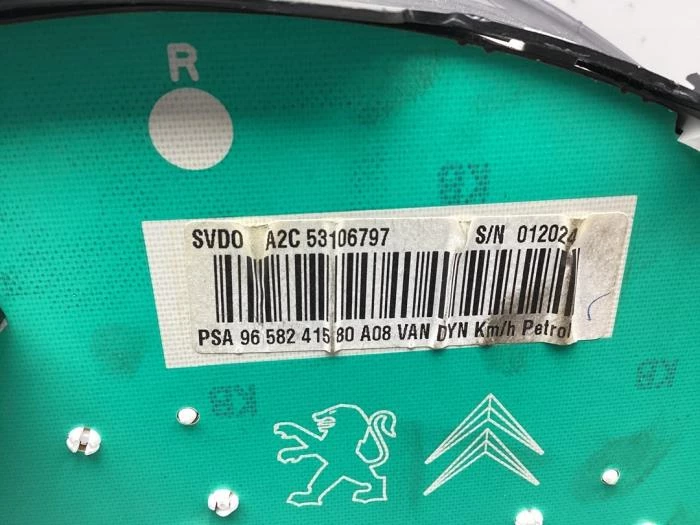 R
KB
SVDO A2C 53106797 S/N 012024
PSA 96 582 415 80 A08 VAN DYN Km/h Petrol
KB
KB